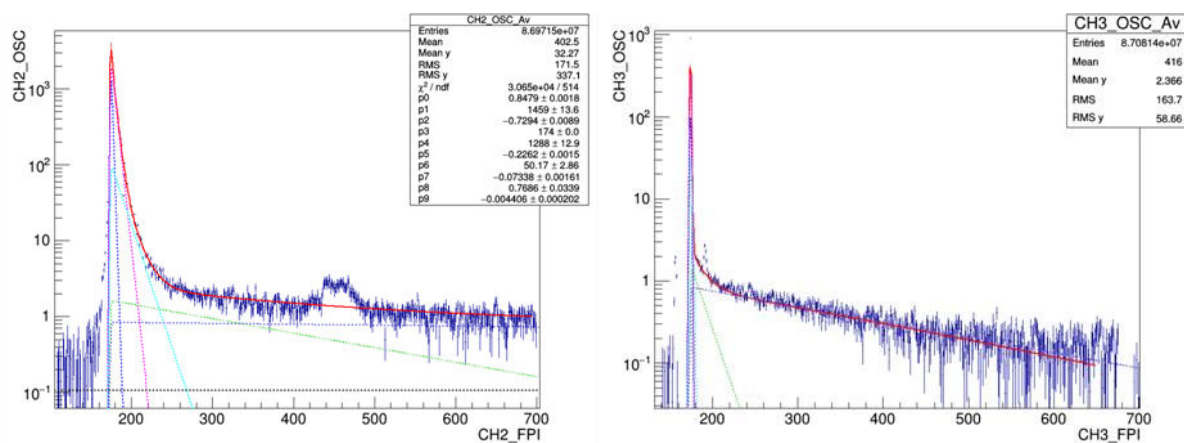 CH2_OSC_Av
Entries 8.69715e+07
Mean 402.5
Mean y 32.27
RMS 171.5
RMS y 337.1
χ² / ndf 3.065e+04 / 514
p0 0.8479 ± 0.0018
p1 1459 ± 13.6
p2 −0.7294 ± 0.0089
p3 174 ± 0.0
p4 1288 ± 12.9
p5 −0.2262 ± 0.0015
p6 50.17 ± 2.86
p7 −0.07338 ± 0.00161
p8 0.7686 ± 0.0339
p9 −0.004406 ± 0.000202
CH2_OSC
10³
10²
10
1
10⁻¹
200 300 400 500 600 700
CH2_FPI
CH3_OSC_Av
Entries 8.70814e+07
Mean 416
Mean y 2.366
RMS 163.7
RMS y 58.66
CH3_OSC
10³
10²
10
1
10⁻¹
200 300 400 500 600 700
CH3_FPI